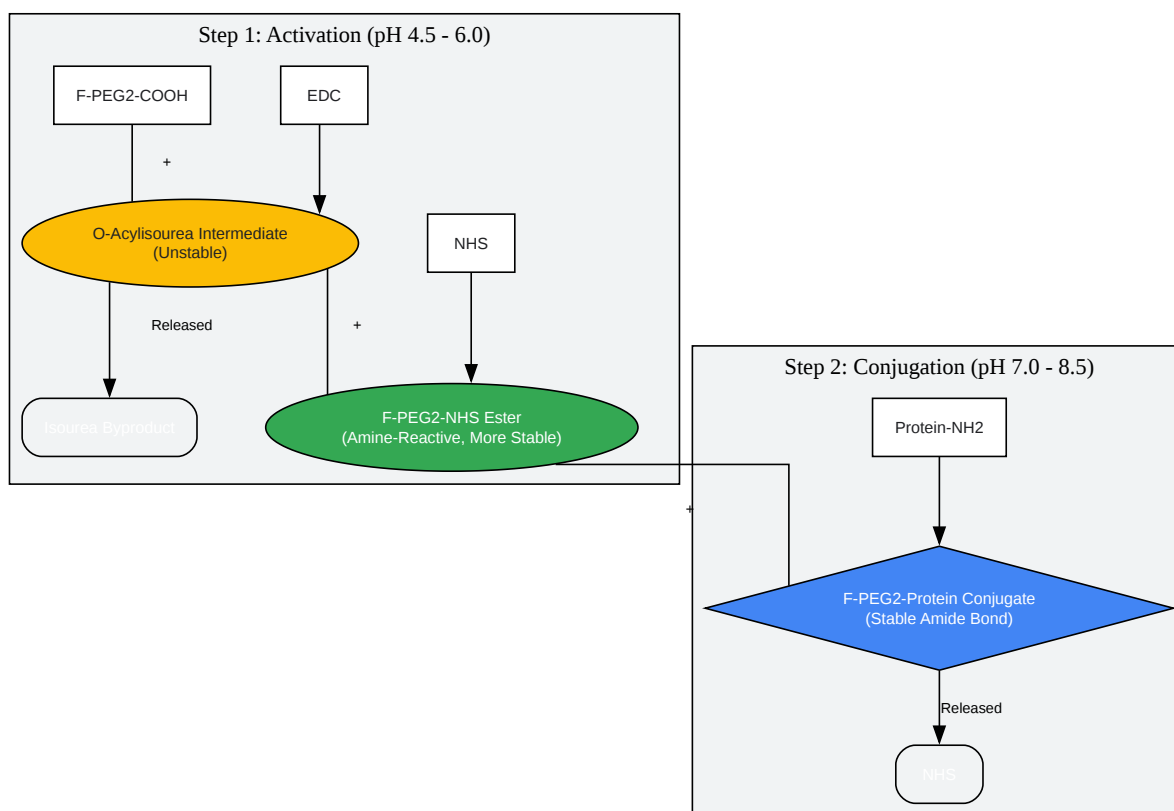 Step 1: Activation (pH 4.5 - 6.0)
F-PEG2-COOH
EDC
+
O-Acylisourea Intermediate
(Unstable)
NHS
Released
+
Isourea Byproduct
F-PEG2-NHS Ester
(Amine-Reactive, More Stable)
Step 2: Conjugation (pH 7.0 - 8.5)
Protein-NH2
+
F-PEG2-Protein Conjugate
(Stable Amide Bond)
Released
NHS